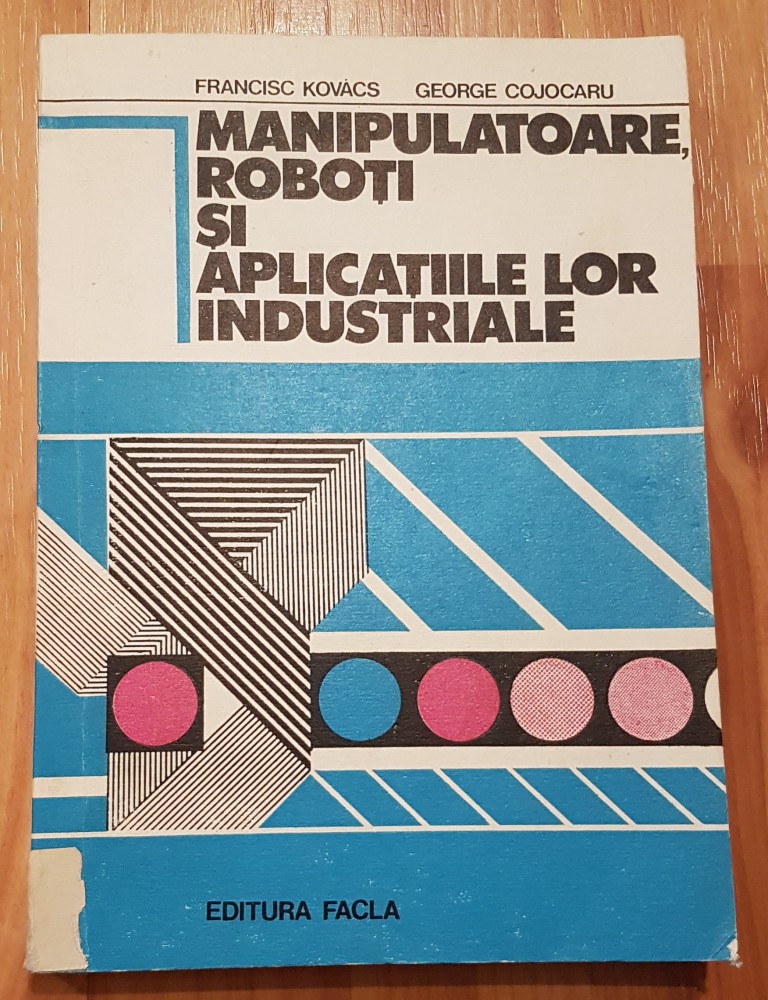 FRANCISC KOVÁCS GEORGE COJOCARU
MANIPULATOARE,
ROBOȚI
ȘI
APLICAȚIILE LOR
INDUSTRIALE
EDITURA FACLA